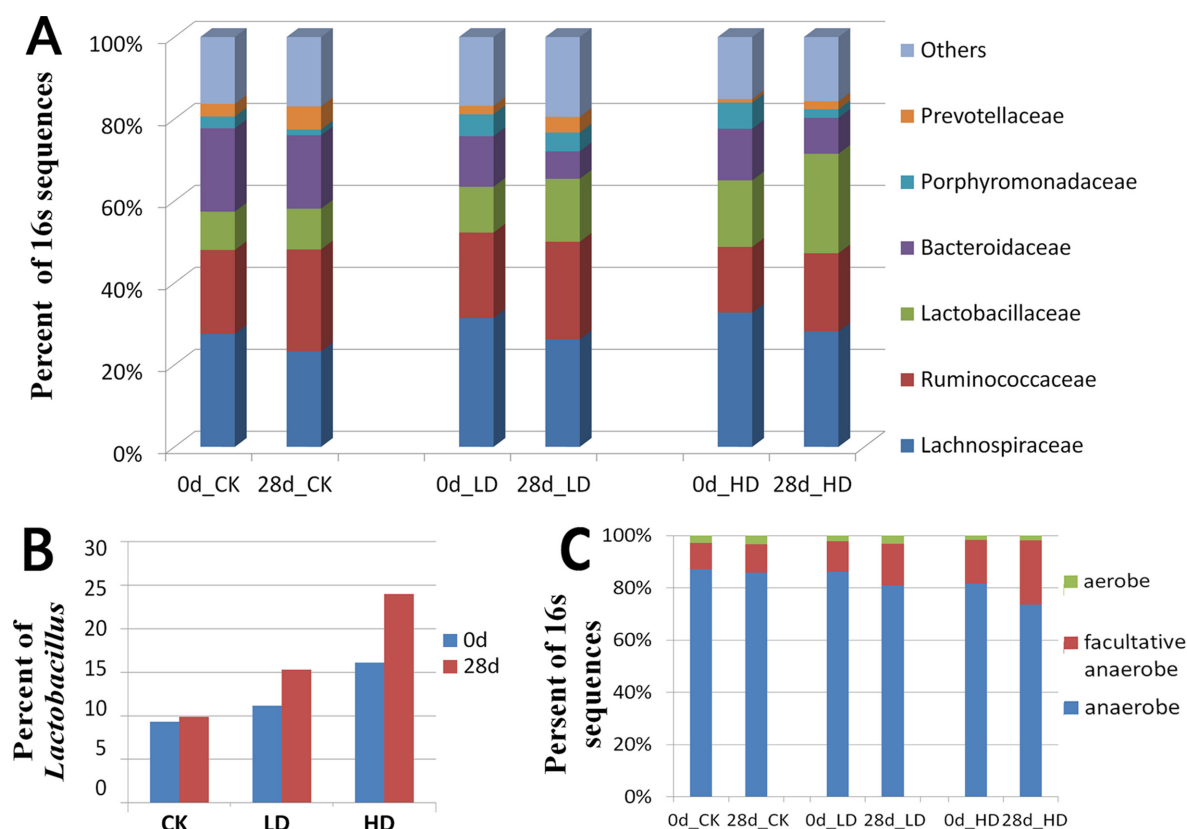 A
Percent of 16s sequences
100%
80%
60%
40%
20%
0%
0d_CK
28d_CK
0d_LD
28d_LD
0d_HD
28d_HD
Others
Prevotellaceae
Porphyromonadaceae
Bacteroidaceae
Lactobacillaceae
Ruminococcaceae
Lachnospiraceae
B
Percent of
Lactobacillus
30
25
20
15
10
5
0
CK
LD
HD
0d
28d
C
Persent of 16s
sequences
100%
80%
60%
40%
20%
0%
0d_CK
28d_CK
0d_LD
28d_LD
0d_HD
28d_HD
aerobe
facultative
anaerobe
anaerobe